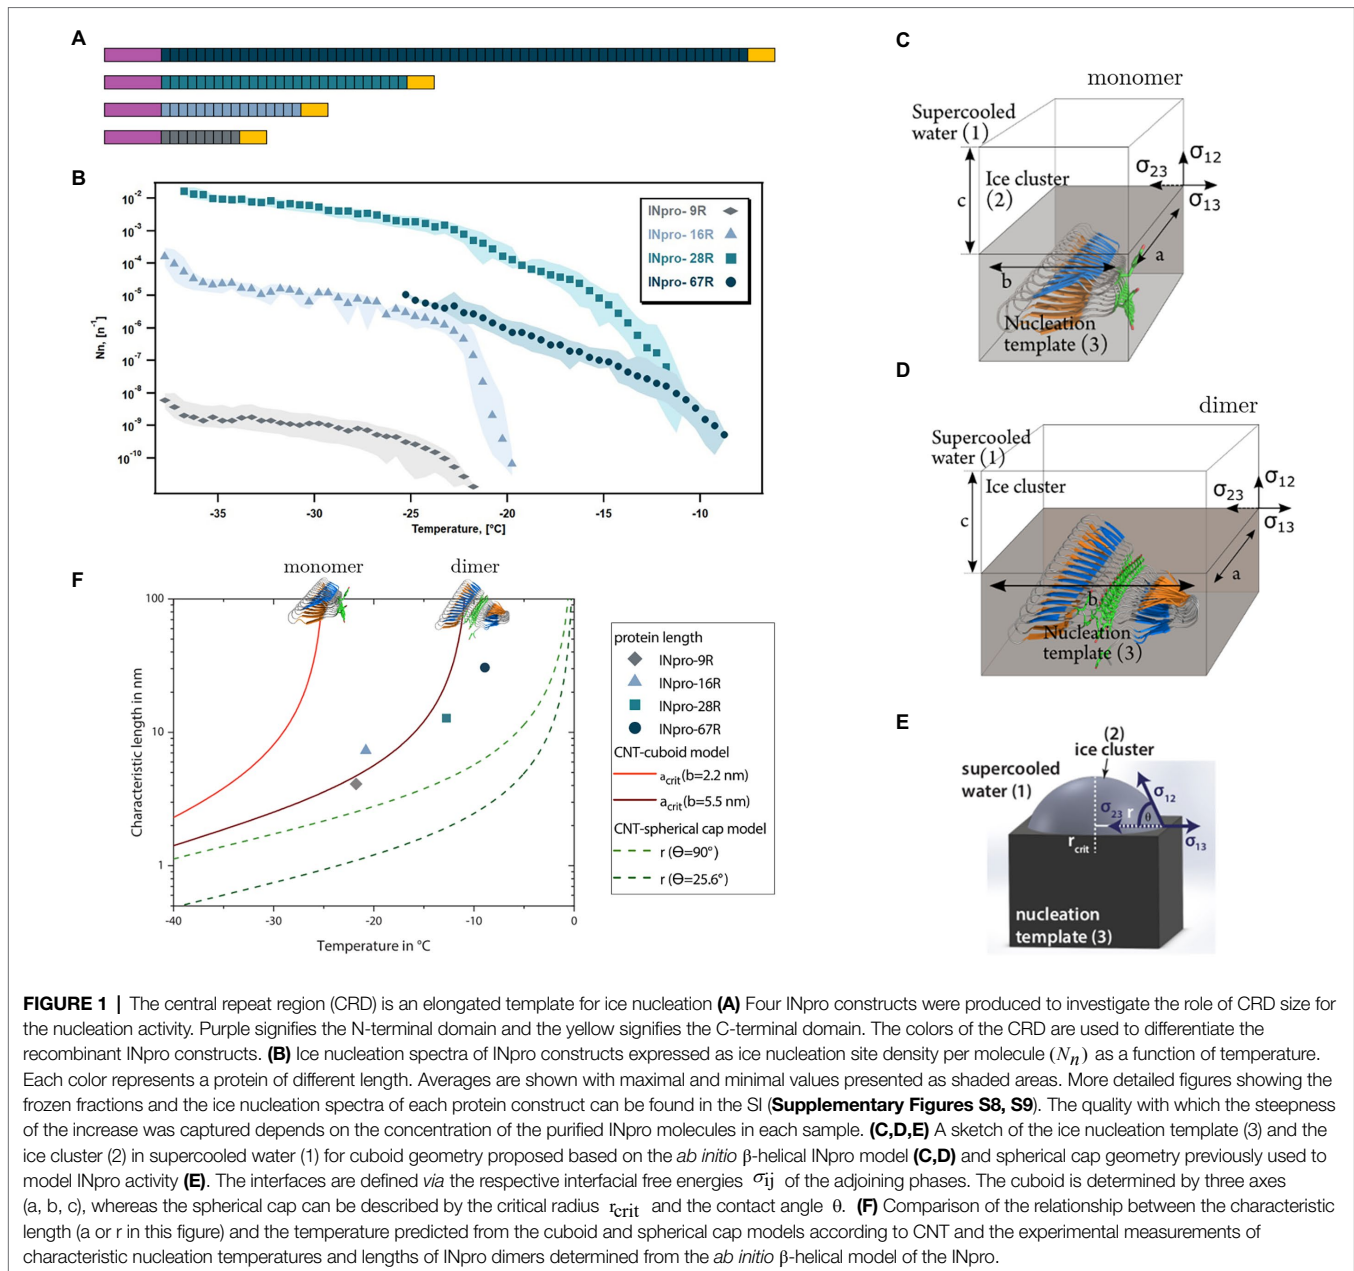 A
B
Nn, [n⁻¹]
10⁻²
10⁻³
10⁻⁴
10⁻⁵
10⁻⁶
10⁻⁷
10⁻⁸
10⁻⁹
10⁻¹⁰
INpro- 9R
INpro- 16R
INpro- 28R
INpro- 67R
-35 -30 -25 -20 -15 -10
Temperature, [°C]
C
monomer
Supercooled
water (1)
Ice cluster
(2)
c
b
a
σ12
σ23
σ13
Nucleation
template (3)
D
dimer
Supercooled
water (1)
Ice cluster
c
b
a
σ12
σ23
σ13
Nucleation
template (3)
E
(2)
ice cluster
supercooled
water (1)
σ12
σ23
r
θ
σ13
rcrit
nucleation
template (3)
F
monomer dimer
Characteristic length in nm
100
10
1
-40 -30 -20 -10 0
Temperature in °C
protein length
INpro-9R
INpro-16R
INpro-28R
INpro-67R
CNT-cuboid model
acrit(b=2.2 nm)
acrit(b=5.5 nm)
CNT-spherical cap model
r (Θ=90°)
r (Θ=25.6°)
FIGURE 1 | The central repeat region (CRD) is an elongated template for ice nucleation (A) Four INpro constructs were produced to investigate the role of CRD size for
the nucleation activity. Purple signifies the N-terminal domain and the yellow signifies the C-terminal domain. The colors of the CRD are used to differentiate the
recombinant INpro constructs. (B) Ice nucleation spectra of INpro constructs expressed as ice nucleation site density per molecule (Nn) as a function of temperature.
Each color represents a protein of different length. Averages are shown with maximal and minimal values presented as shaded areas. More detailed figures showing the
frozen fractions and the ice nucleation spectra of each protein construct can be found in the SI (Supplementary Figures S8, S9). The quality with which the steepness
of the increase was captured depends on the concentration of the purified INpro molecules in each sample. (C,D,E) A sketch of the ice nucleation template (3) and the
ice cluster (2) in supercooled water (1) for cuboid geometry proposed based on the ab initio β-helical INpro model (C,D) and spherical cap geometry previously used to
model INpro activity (E). The interfaces are defined via the respective interfacial free energies σij of the adjoining phases. The cuboid is determined by three axes
(a, b, c), whereas the spherical cap can be described by the critical radius rcrit and the contact angle θ. (F) Comparison of the relationship between the characteristic
length (a or r in this figure) and the temperature predicted from the cuboid and spherical cap models according to CNT and the experimental measurements of
characteristic nucleation temperatures and lengths of INpro dimers determined from the ab initio β-helical model of the INpro.